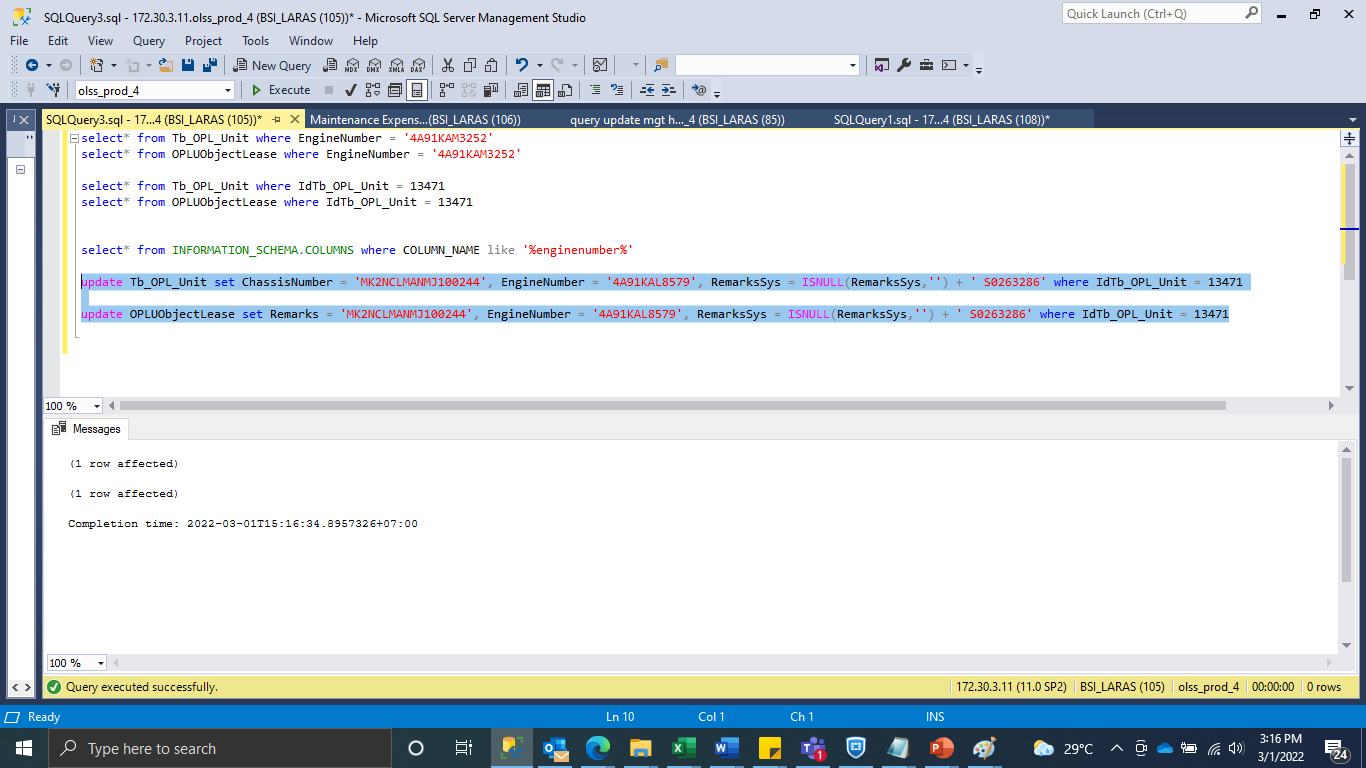 SQLQuery3.sql - 172.30.3.11.olss_prod_4 (BSI_LARAS (105))* - Microsoft SQL Server Management Studio
Quick Launch (Ctrl+Q)
File Edit View Query Project Tools Window Help
New Query MDX DMX XMLA DAX
olss_prod_4 Execute
SQLQuery3.sql - 17...4 (BSI_LARAS (105))* Maintenance Expens...(BSI_LARAS (106)) query update mgt h..._4 (BSI_LARAS (85)) SQLQuery1.sql - 17...4 (BSI_LARAS (108))*
select* from Tb_OPL_Unit where EngineNumber = '4A91KAM3252'
select* from OPLUObjectLease where EngineNumber = '4A91KAM3252'
select* from Tb_OPL_Unit where IdTb_OPL_Unit = 13471
select* from OPLUObjectLease where IdTb_OPL_Unit = 13471
select* from INFORMATION_SCHEMA.COLUMNS where COLUMN_NAME like '%enginenumber%'
update Tb_OPL_Unit set ChassisNumber = 'MK2NCLMANMJ100244', EngineNumber = '4A91KAL8579', RemarksSys = ISNULL(RemarksSys,'') + ' S0263286' where IdTb_OPL_Unit = 13471
update OPLUObjectLease set Remarks = 'MK2NCLMANMJ100244', EngineNumber = '4A91KAL8579', RemarksSys = ISNULL(RemarksSys,'') + ' S0263286' where IdTb_OPL_Unit = 13471
100 %
Messages
(1 row affected)
(1 row affected)
Completion time: 2022-03-01T15:16:34.8957326+07:00
100 %
Query executed successfully. 172.30.3.11 (11.0 SP2) BSI_LARAS (105) olss_prod_4 00:00:00 0 rows
Ready Ln 10 Col 1 Ch 1 INS
Type here to search 1 29°C 3:16 PM
3/1/2022 24